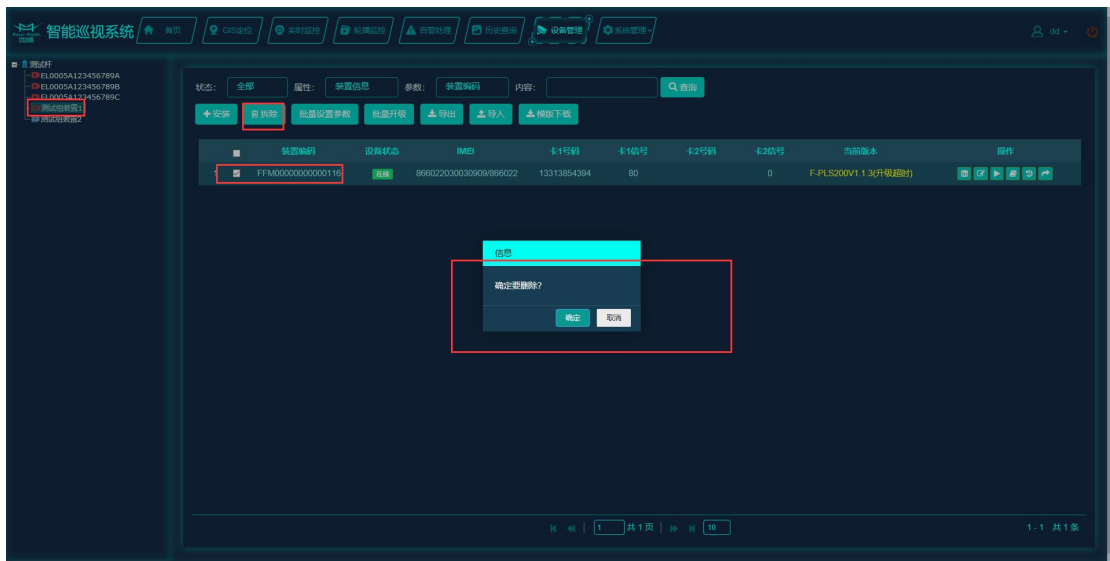 智能巡视系统 首页 GIS定位 实时监控 轮播监控 告警处理 历史查询 设备管理 系统管理 dd
测试杆
EL0005A123456789A
EL0005A123456789B
EL0005A123456789C
测试组装置1
测试组装置2
状态: 全部 属性: 装置信息 参数: 装置编码 内容: 查询
安装 拆除 批量设置参数 批量升级 导出 导入 模版下载
装置编码 设备状态 IMEI 卡1号码 卡1信号 卡2号码 卡2信号 当前版本 操作
1 FFM00000000000116 在线 866022030030909/866022 13313854394 80 0 F-PLS200V1.1.3(升级超时)
信息
确定要删除?
确定 取消
1 共 1 页 10 1 - 1 共 1 条